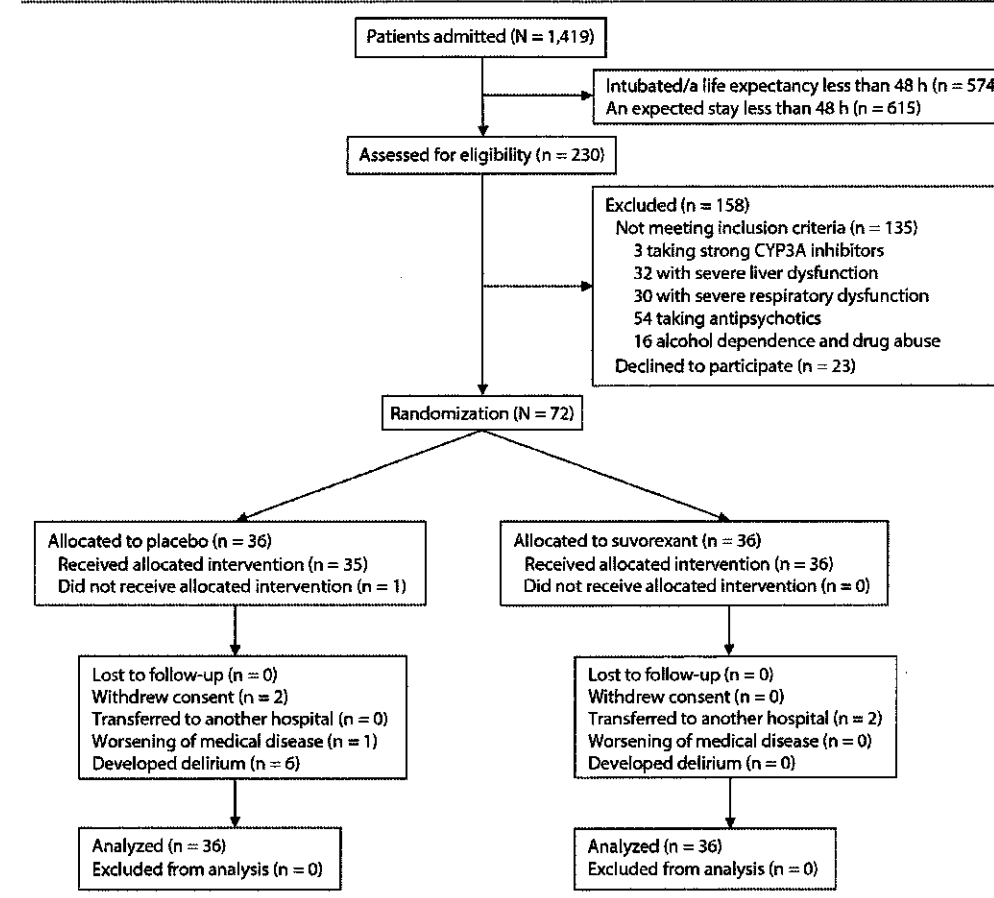 Patients admitted (N = 1,419)
Intubated/a life expectancy less than 48 h (n = 574
An expected stay less than 48 h (n = 615)
Assessed for eligibility (n = 230)
Excluded (n = 158)
Not meeting inclusion criteria (n = 135)
3 taking strong CYP3A inhibitors
32 with severe liver dysfunction
30 with severe respiratory dysfunction
54 taking antipsychotics
16 alcohol dependence and drug abuse
Declined to participate (n = 23)
Randomization (N = 72)
Allocated to placebo (n = 36)
Received allocated intervention (n = 35)
Did not receive allocated intervention (n = 1)
Allocated to suvorexant (n = 36)
Received allocated intervention (n = 36)
Did not receive allocated intervention (n = 0)
Lost to follow-up (n = 0)
Withdrew consent (n = 2)
Transferred to another hospital (n = 0)
Worsening of medical disease (n = 1)
Developed delirium (n = 6)
Lost to follow-up (n = 0)
Withdrew consent (n = 0)
Transferred to another hospital (n = 2)
Worsening of medical disease (n = 0)
Developed delirium (n = 0)
Analyzed (n = 36)
Excluded from analysis (n = 0)
Analyzed (n = 36)
Excluded from analysis (n = 0)